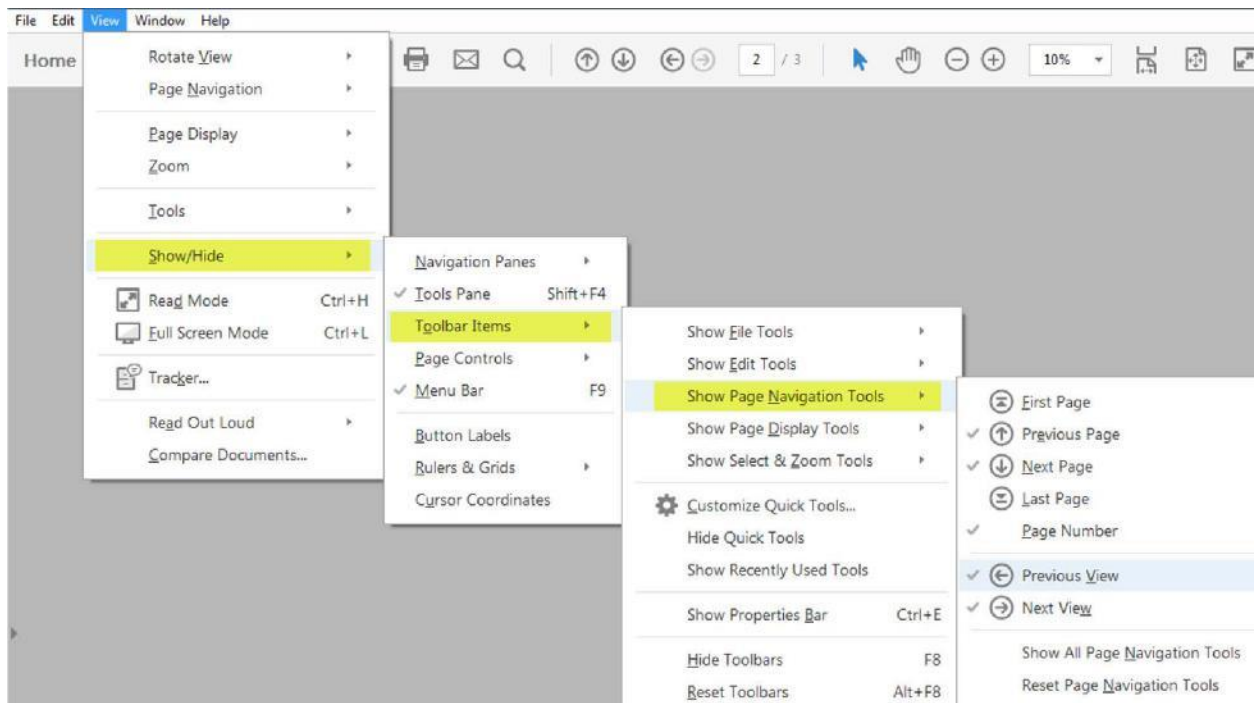 File Edit View Window Help
Home
2 / 3
10%
Rotate View
Page Navigation
Page Display
Zoom
Tools
Show/Hide
Read Mode Ctrl+H
Full Screen Mode Ctrl+L
Tracker...
Read Out Loud
Compare Documents...
Navigation Panes
Tools Pane Shift+F4
Toolbar Items
Page Controls
Menu Bar F9
Button Labels
Rulers & Grids
Cursor Coordinates
Show File Tools
Show Edit Tools
Show Page Navigation Tools
Show Page Display Tools
Show Select & Zoom Tools
Customize Quick Tools...
Hide Quick Tools
Show Recently Used Tools
Show Properties Bar Ctrl+E
Hide Toolbars F8
Reset Toolbars Alt+F8
First Page
Previous Page
Next Page
Last Page
Page Number
Previous View
Next View
Show All Page Navigation Tools
Reset Page Navigation Tools